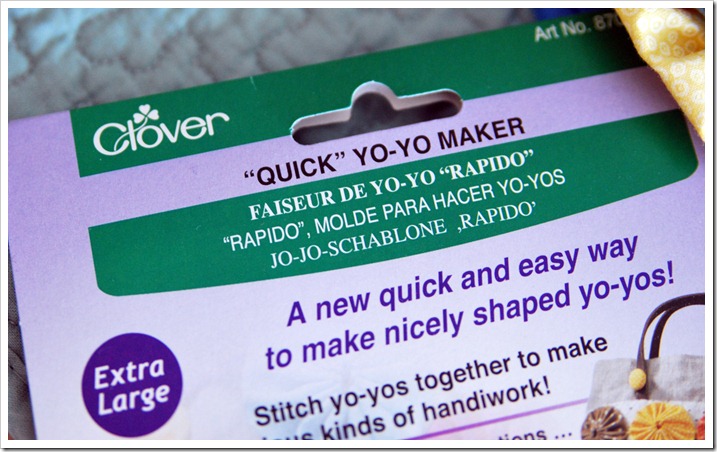 Clover
Art No.
"QUICK" YO-YO MAKER
FAISEUR DE YO-YO "RAPIDO"
"RAPIDO", MOLDE PARA HACER YO-YOS
JO-JO-SCHABLONE ‚RAPIDO'
A new quick and easy way
to make nicely shaped yo-yos!
Extra
Large
Stitch yo-yos together to make
kinds of handiwork!